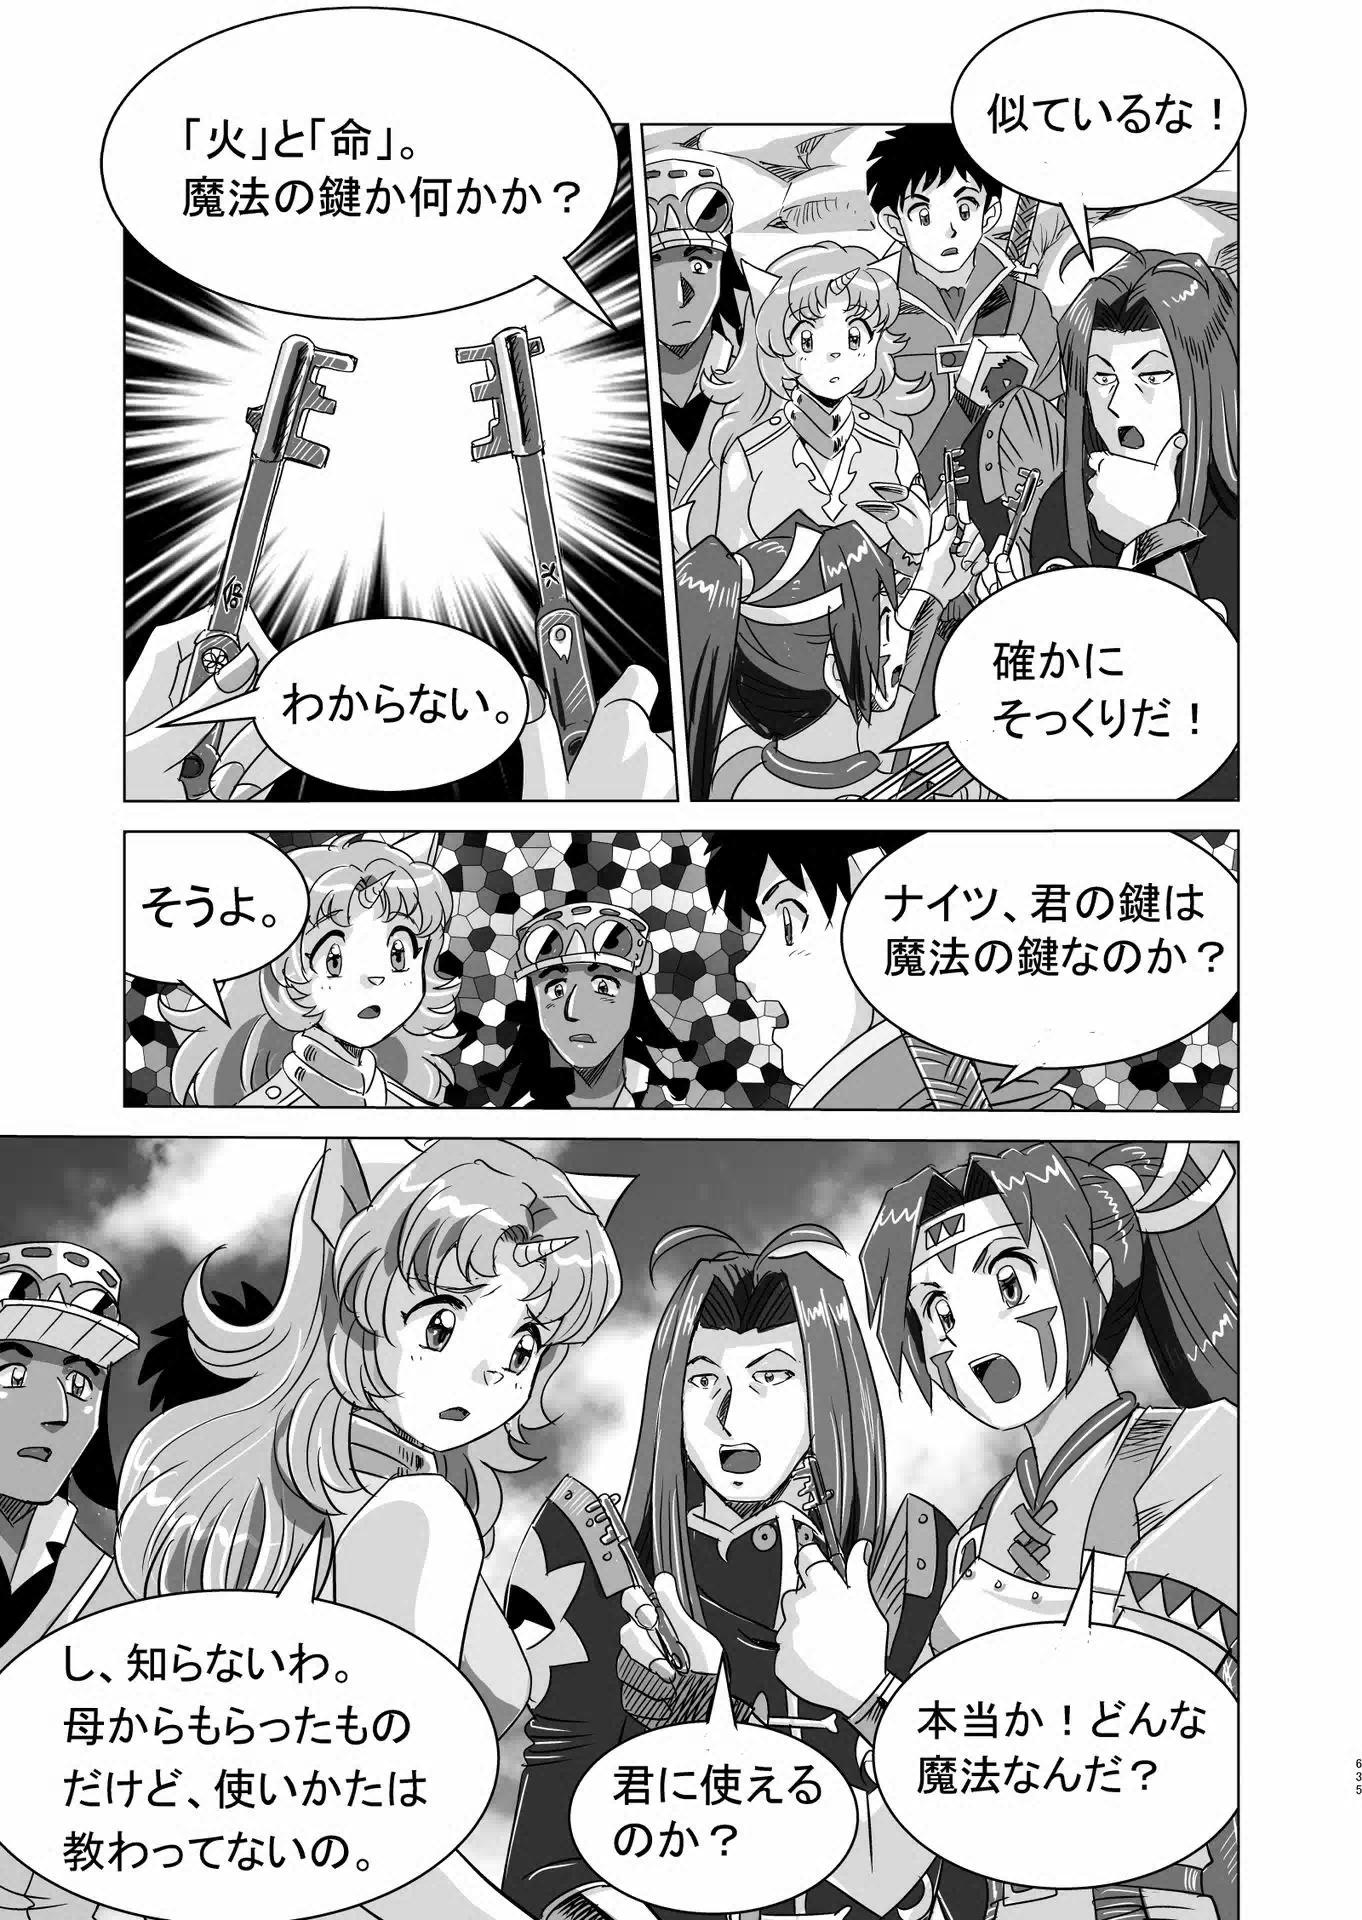 似ているな！
確かに
そっくりだ！
「火」と「命」。
魔法の鍵か何かか？
わからない。
ナイツ、君の鍵は
魔法の鍵なのか？
そうよ。
本当か！どんな
魔法なんだ？
君に使える
のか？
し、知らないわ。
母からもらったもの
だけど、使いかたは
教わってないの。
635